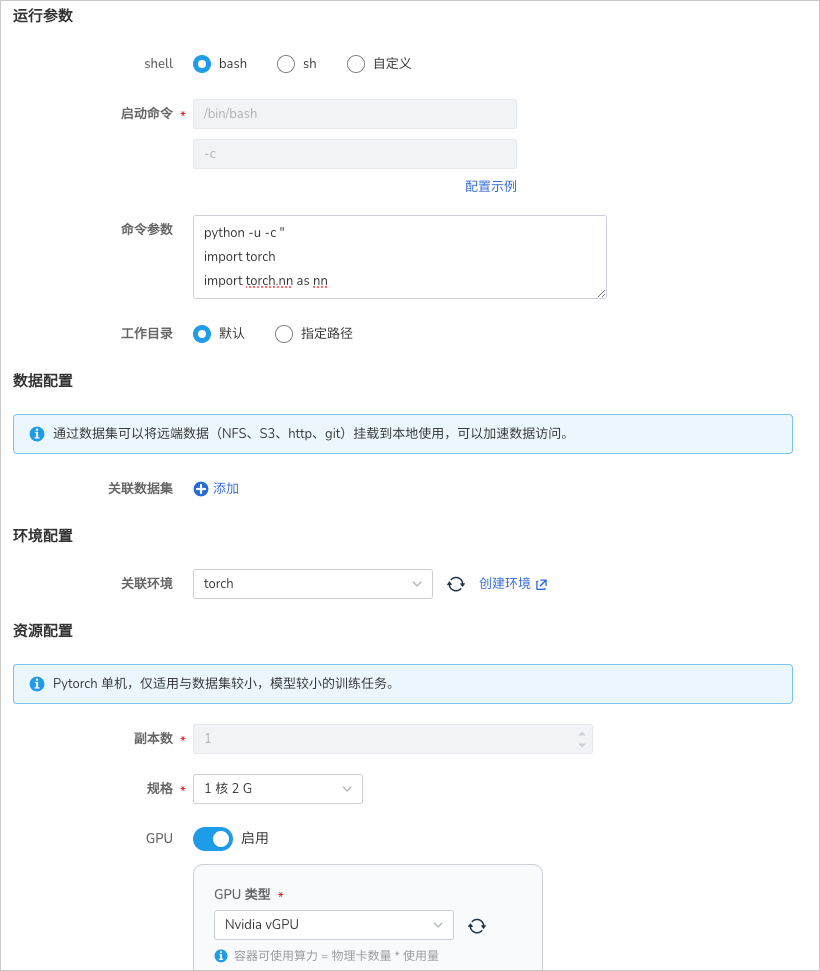 运行参数
shell bash sh 自定义
启动命令 * /bin/bash
-c
配置示例
命令参数 python -u -c "
import torch
import torch.nn as nn
工作目录 默认 指定路径
数据配置
通过数据集可以将远端数据（NFS、S3、http、git）挂载到本地使用，可以加速数据访问。
关联数据集 添加
环境配置
关联环境 torch 创建环境
资源配置
Pytorch 单机，仅适用与数据集较小，模型较小的训练任务。
副本数 * 1
规格 * 1 核 2 G
GPU 启用
GPU 类型 *
Nvidia vGPU
容器可使用算力 = 物理卡数量 * 使用量